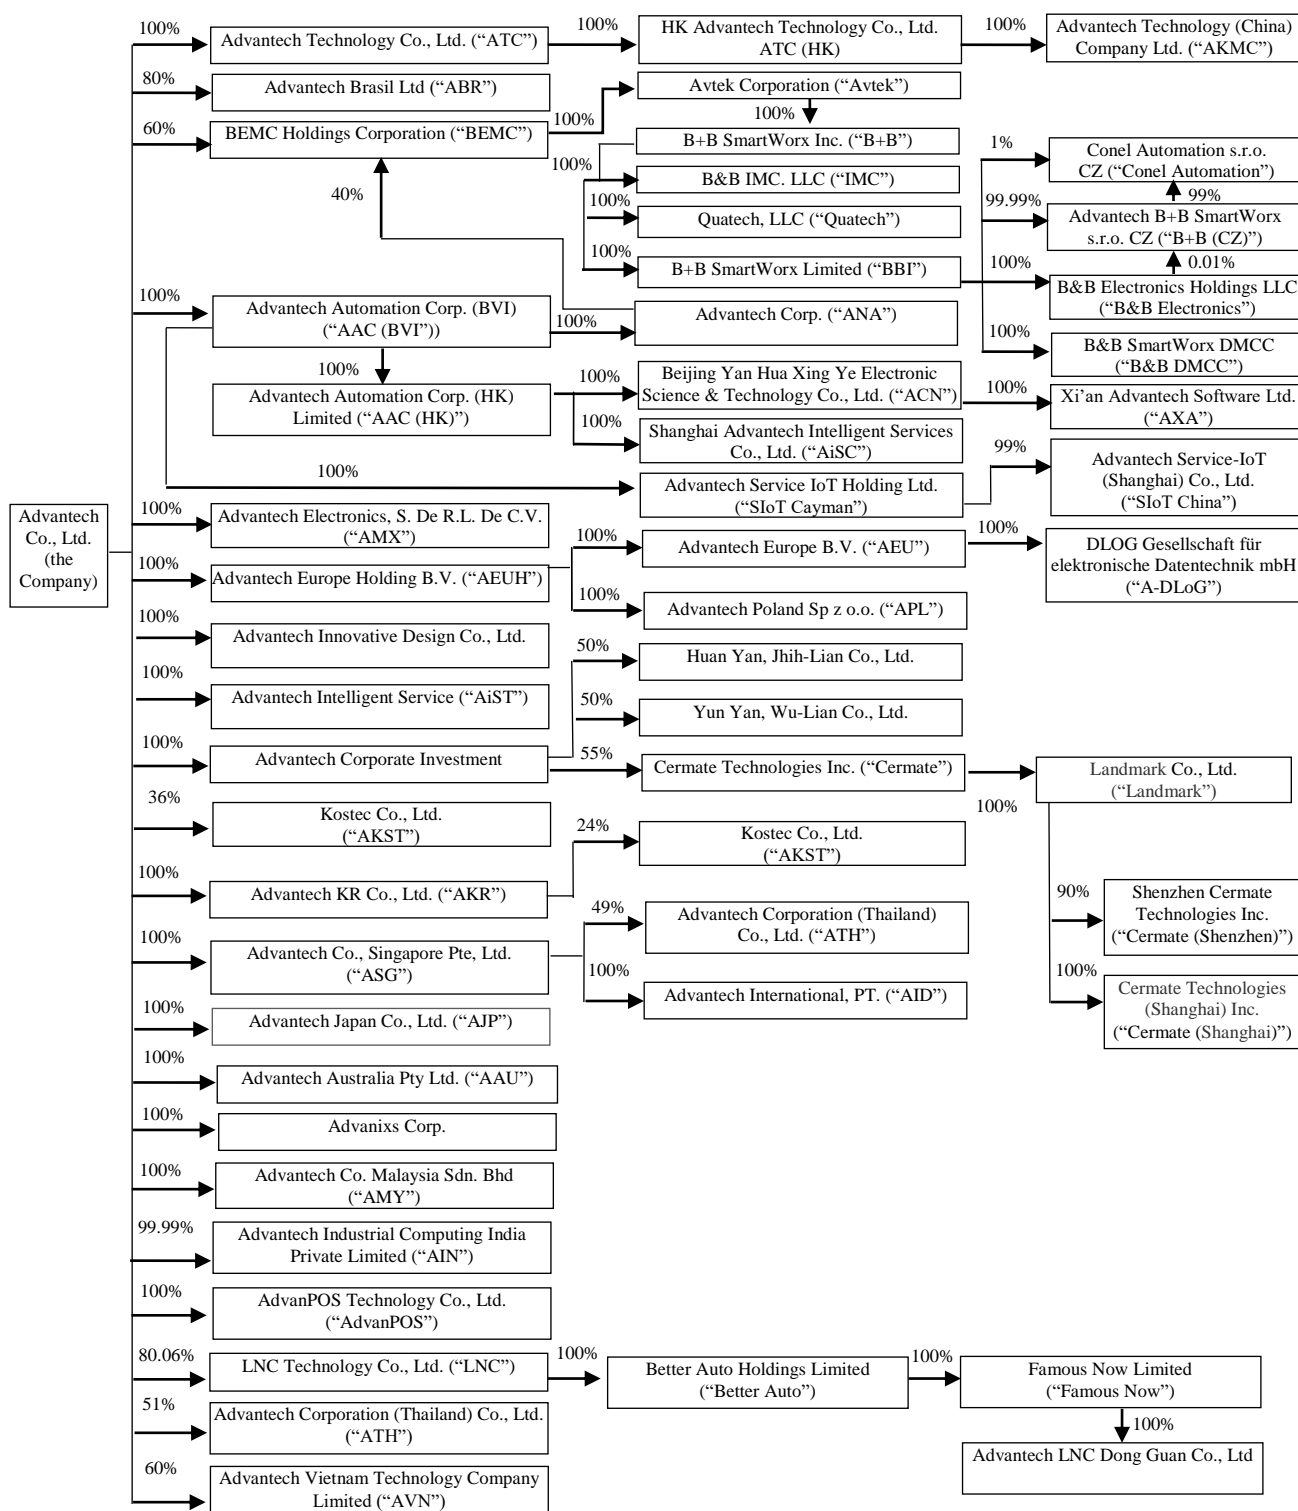 100%
Advantech Technology Co., Ltd. (“ATC”)
100%
HK Advantech Technology Co., Ltd.
ATC (HK)
100%
Advantech Technology (China)
Company Ltd. (“AKMC”)
80%
Advantech Brasil Ltd (“ABR”)
Avtek Corporation (“Avtek”)
100%
60%
BEMC Holdings Corporation (“BEMC”)
100%
B+B SmartWorx Inc. (“B+B”)
1%
Conel Automation s.r.o.
CZ (“Conel Automation”)
100%
B&B IMC. LLC (“IMC”)
40%
99%
100%
Quatech, LLC (“Quatech”)
99.99%
Advantech B+B SmartWorx
s.r.o. CZ (“B+B (CZ)”)
100%
B+B SmartWorx Limited (“BBI”)
100%
0.01%
B&B Electronics Holdings LLC
(“B&B Electronics”)
100%
Advantech Automation Corp. (BVI)
(“AAC (BVI”))
100%
Advantech Corp. (“ANA”)
100%
B&B SmartWorx DMCC
(“B&B DMCC”)
100%
Advantech Automation Corp. (HK)
Limited (“AAC (HK)”)
100%
Beijing Yan Hua Xing Ye Electronic
Science & Technology Co., Ltd. (“ACN”)
100%
Xi’an Advantech Software Ltd.
(“AXA”)
100%
Shanghai Advantech Intelligent Services
Co., Ltd. (“AiSC”)
100%
Advantech Service IoT Holding Ltd.
(“SIoT Cayman”)
99%
Advantech Service-IoT
(Shanghai) Co., Ltd.
(“SIoT China”)
Advantech
Co., Ltd.
(the
Company)
100%
Advantech Electronics, S. De R.L. De C.V.
(“AMX”)
100%
Advantech Europe Holding B.V. (“AEUH”)
100%
Advantech Europe B.V. (“AEU”)
100%
DLOG Gesellschaft für
elektronische Datentechnik mbH
(“A-DLoG”)
100%
Advantech Poland Sp z o.o. (“APL”)
100%
Advantech Innovative Design Co., Ltd.
50%
Huan Yan, Jhih-Lian Co., Ltd.
100%
Advantech Intelligent Service (“AiST”)
50%
Yun Yan, Wu-Lian Co., Ltd.
100%
Advantech Corporate Investment
55%
Cermate Technologies Inc. (“Cermate”)
100%
Landmark Co., Ltd.
(“Landmark”)
36%
Kostec Co., Ltd.
(“AKST”)
24%
Kostec Co., Ltd.
(“AKST”)
100%
Advantech KR Co., Ltd. (“AKR”)
90%
Shenzhen Cermate
Technologies Inc.
(“Cermate (Shenzhen)”)
49%
Advantech Corporation (Thailand)
Co., Ltd. (“ATH”)
100%
Advantech Co., Singapore Pte, Ltd.
(“ASG”)
100%
Advantech International, PT. (“AID”)
100%
Cermate Technologies
(Shanghai) Inc.
(“Cermate (Shanghai)”)
100%
Advantech Japan Co., Ltd. (“AJP”)
100%
Advantech Australia Pty Ltd. (“AAU”)
100%
Advanixs Corp.
100%
Advantech Co. Malaysia Sdn. Bhd
(“AMY”)
99.99%
Advantech Industrial Computing India
Private Limited (“AIN”)
100%
AdvanPOS Technology Co., Ltd.
(“AdvanPOS”)
80.06%
LNC Technology Co., Ltd. (“LNC”)
100%
Better Auto Holdings Limited
(“Better Auto”)
100%
Famous Now Limited
(“Famous Now”)
51%
Advantech Corporation (Thailand) Co., Ltd.
(“ATH”)
100%
Advantech LNC Dong Guan Co., Ltd
60%
Advantech Vietnam Technology Company
Limited (“AVN”)